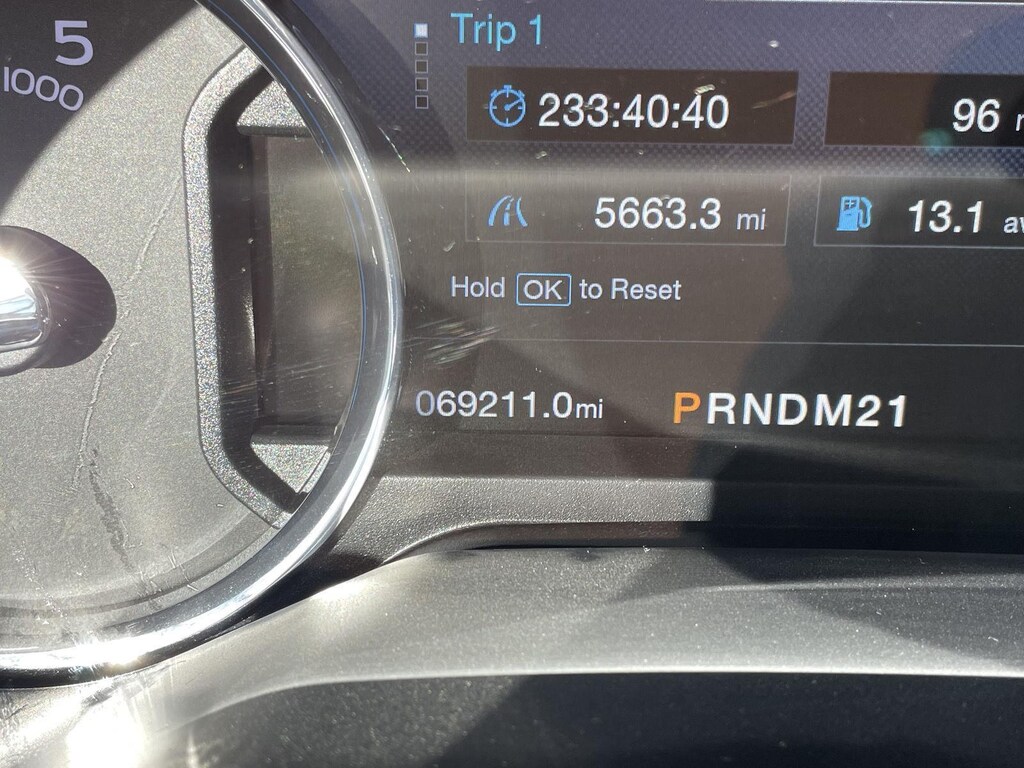 5
1000
Trip 1
233:40:40
96
5663.3 mi
13.1
Hold OK to Reset
069211.0mi
PRNDM21